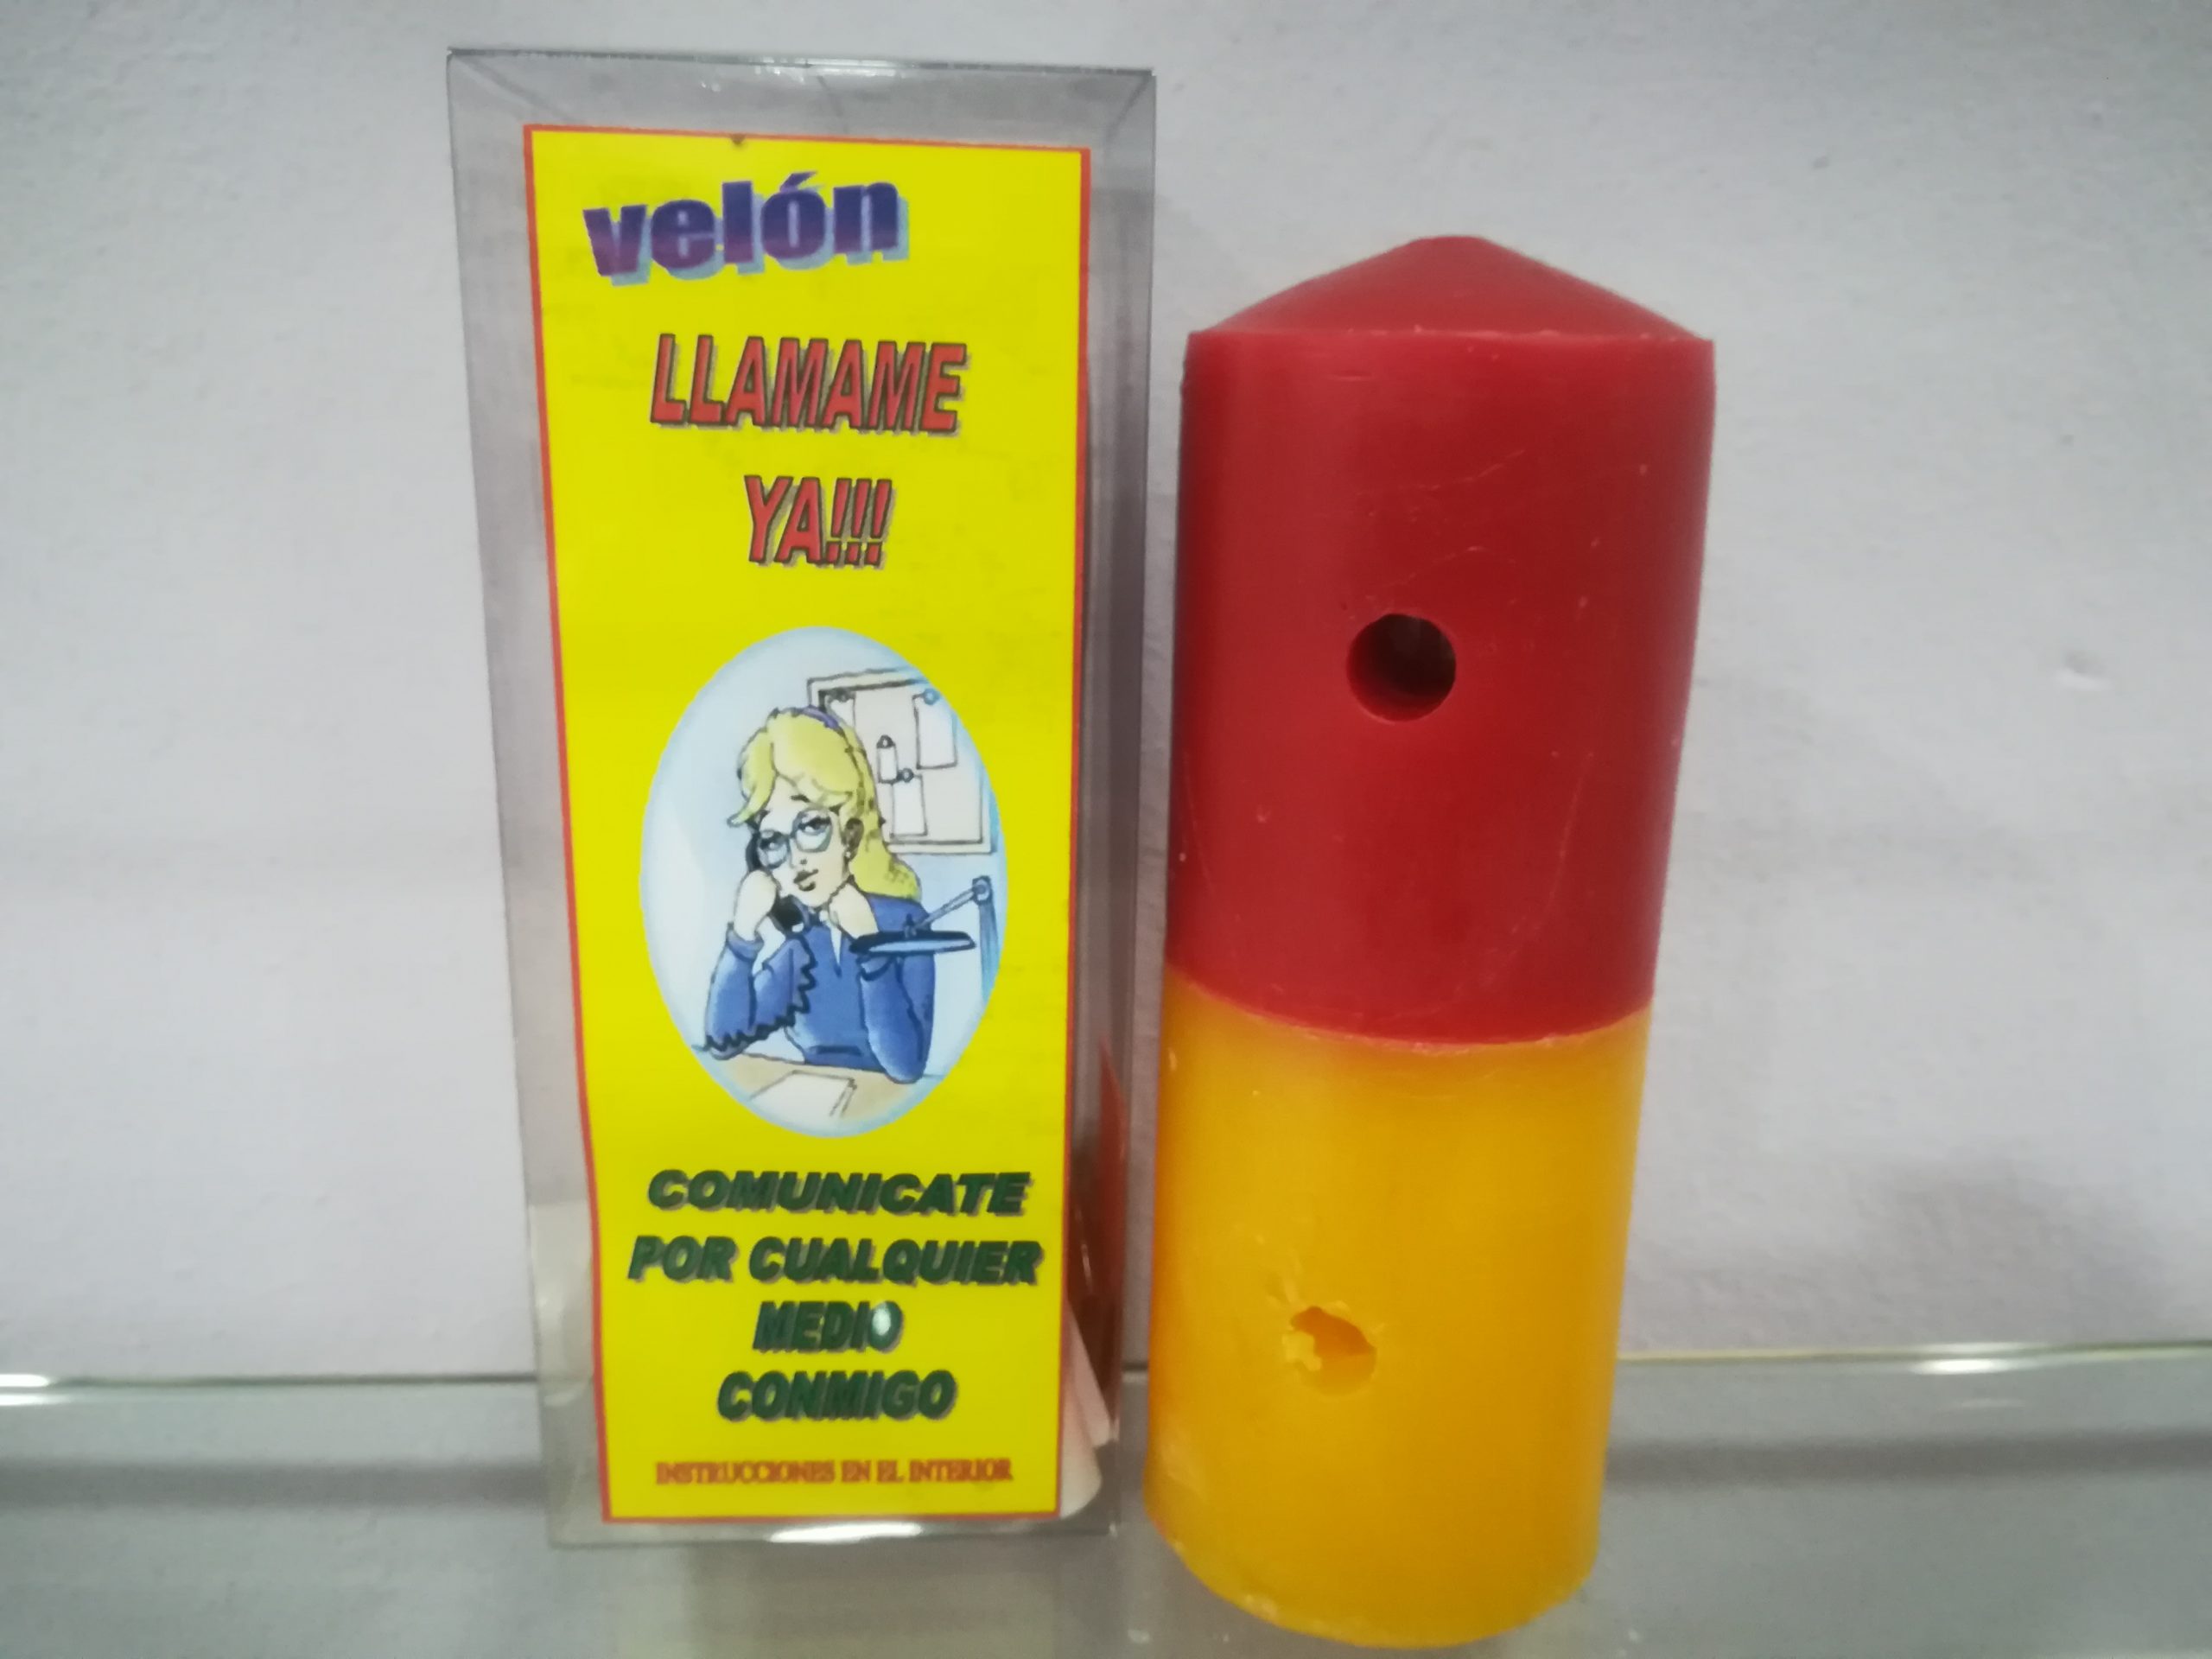 velón
LLAMAME
YA!!!
COMUNICATE
POR CUALQUIER
MEDIO
CONMIGO
INSTRUCCIONES EN EL INTERIOR